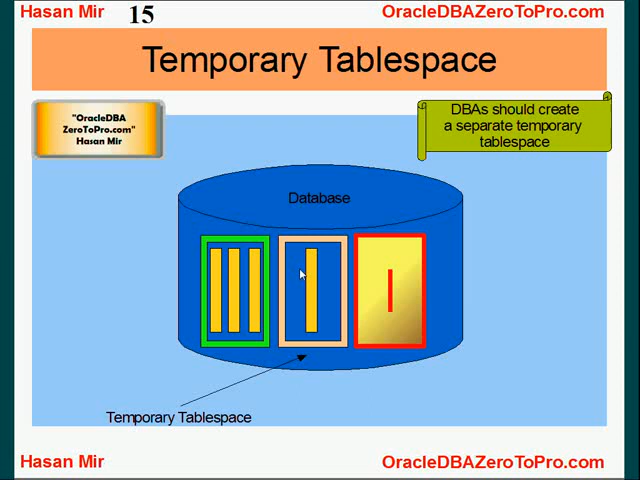 Hasan Mir 15 OracleDBAZeroToPro.com
Temporary Tablespace
"OracleDBA
ZeroToPro.com"
Hasan Mir
DBAs should create
a separate temporary
tablespace
Database
Temporary Tablespace
Hasan Mir OracleDBAZeroToPro.com